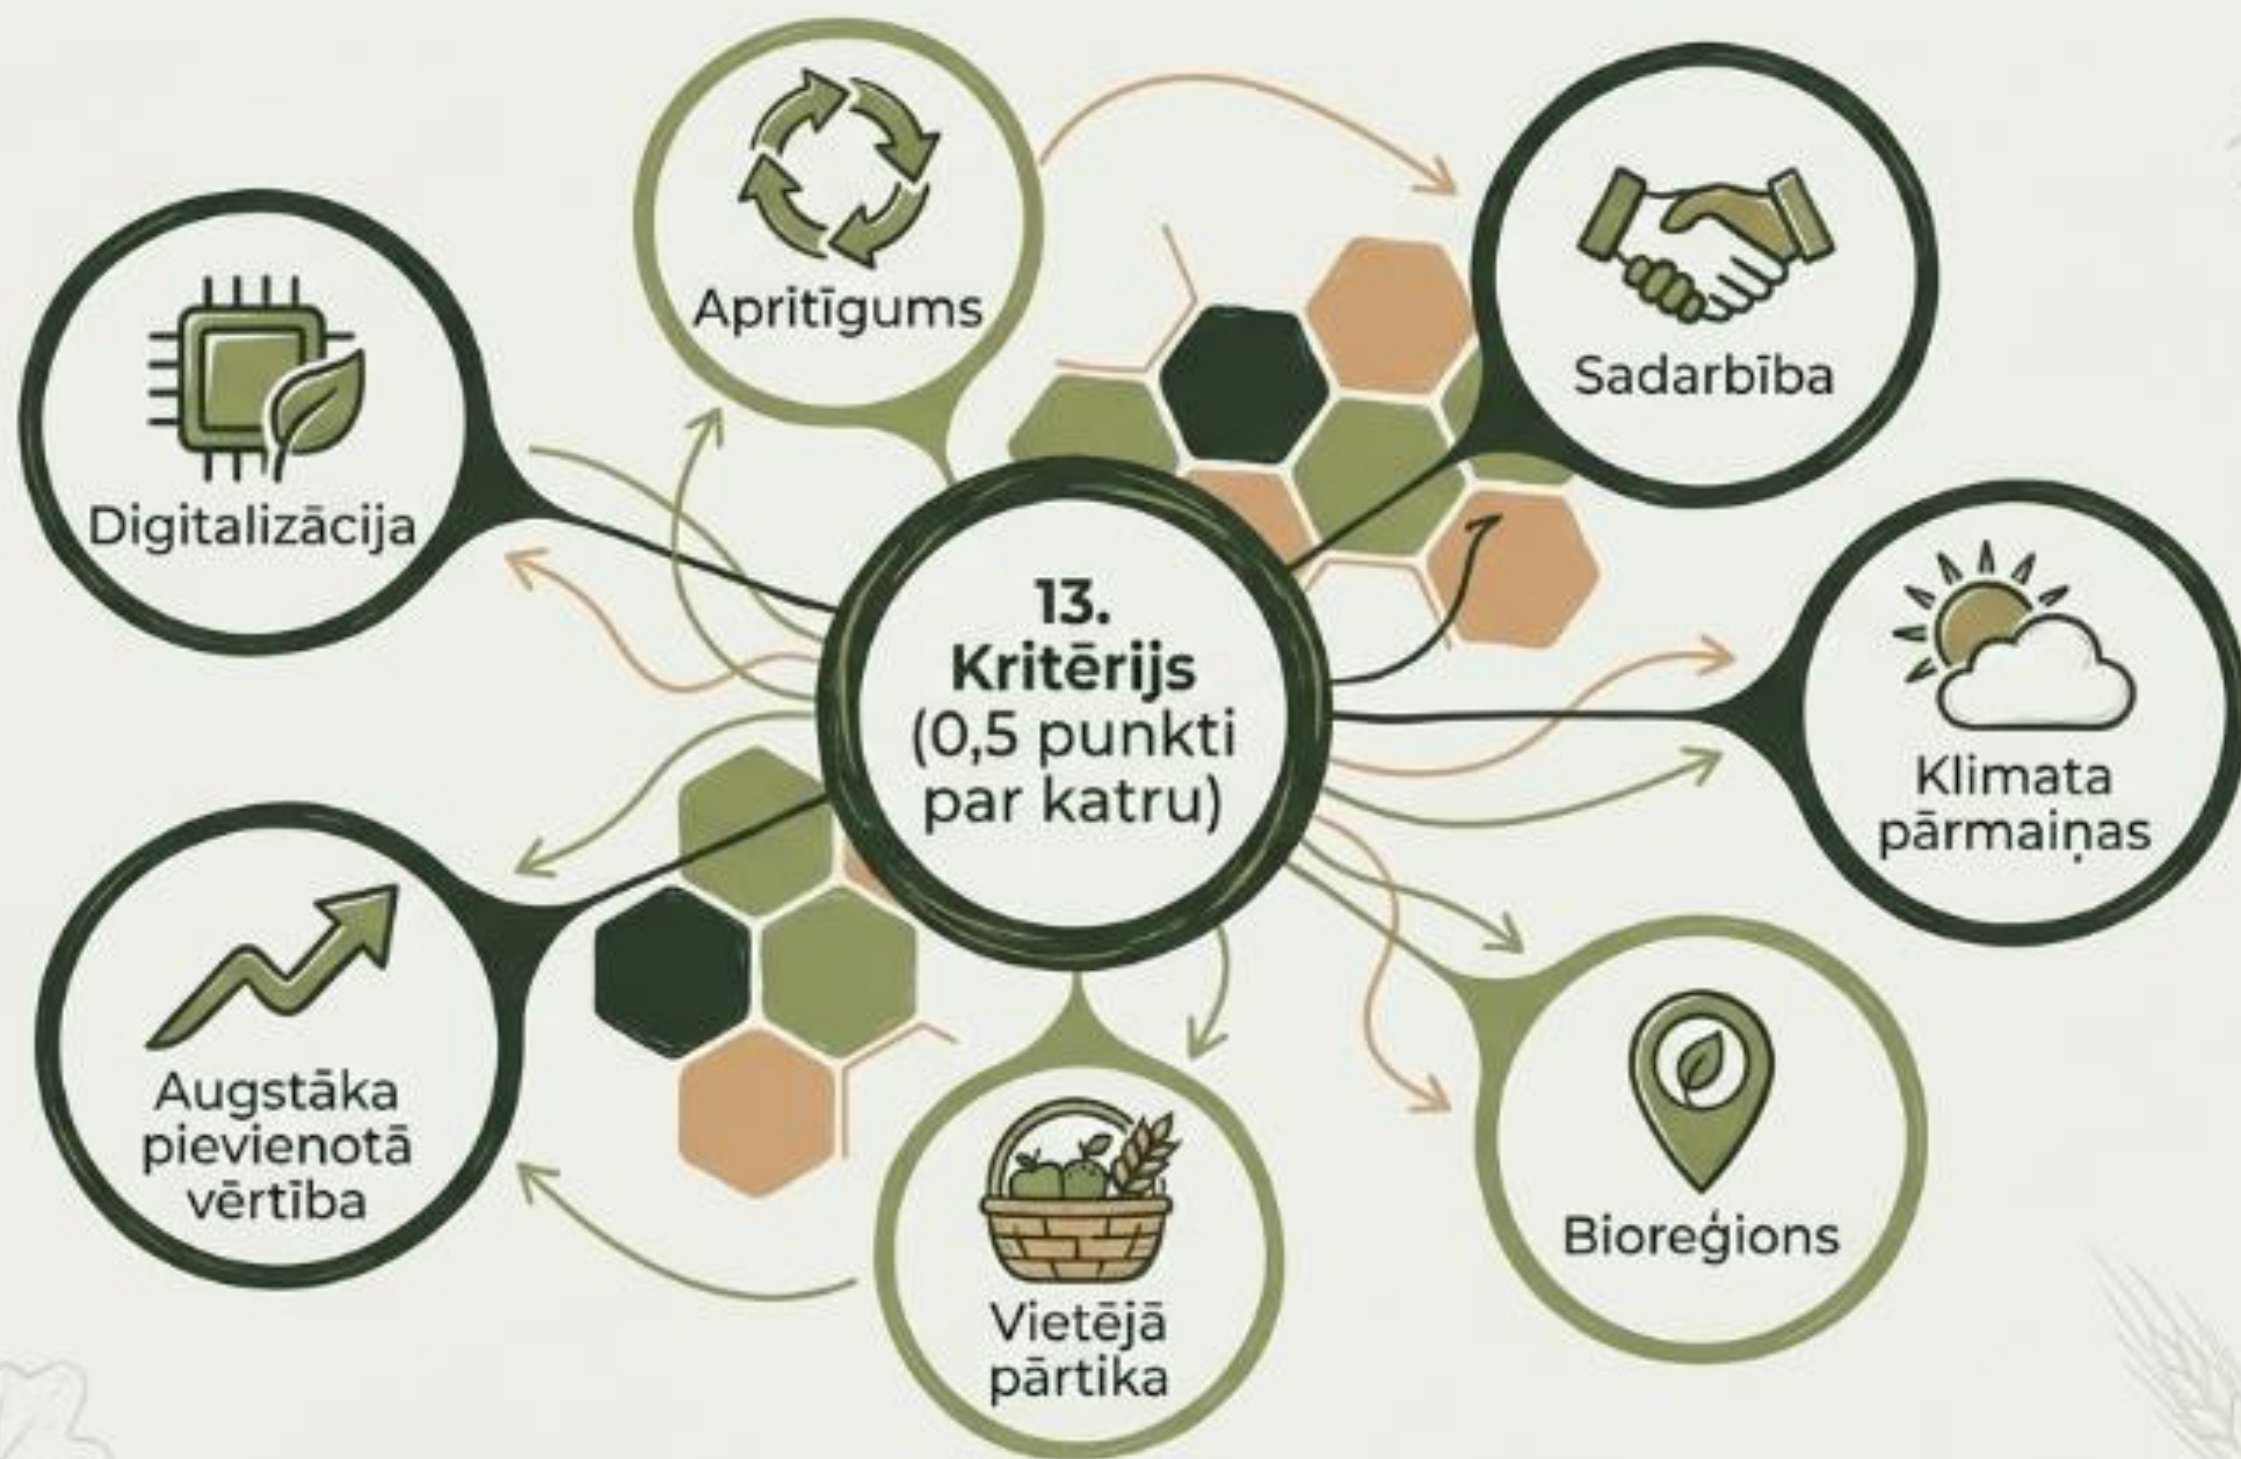 Apritīgums
Sadarbība
Digitalizācija
13.
Kritērijs
(0,5 punkti
par katru)
Klimata
pārmaiņas
Augstāka
pievienotā
vērtība
Bioreģions
Vietējā
pārtika